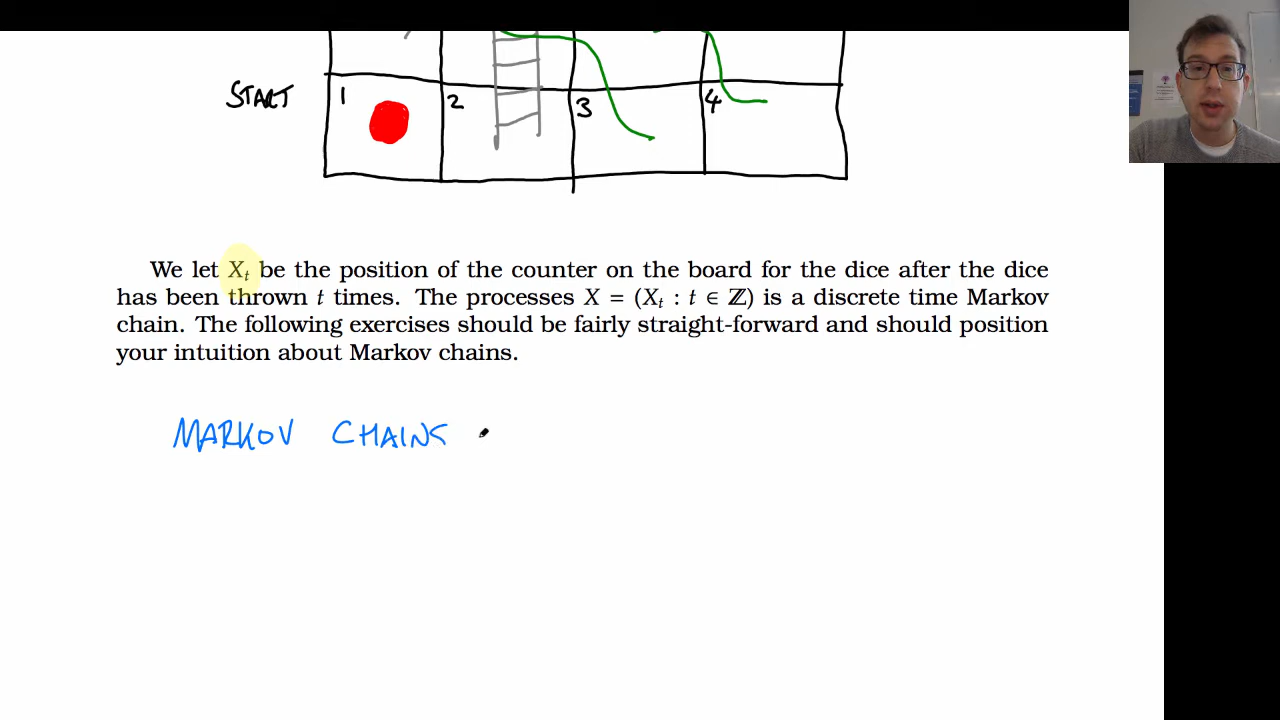 START 1 2 3 4
We let Xₜ be the position of the counter on the board for the dice after the dice
has been thrown t times. The processes X = (Xₜ : t ∈ ℤ) is a discrete time Markov
chain. The following exercises should be fairly straight-forward and should position
your intuition about Markov chains.
MARKOV CHAINS